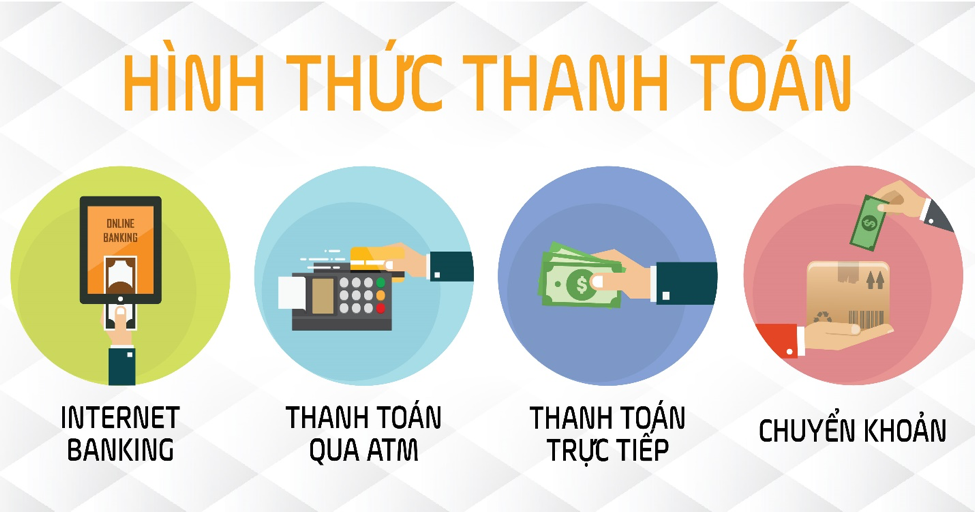 HÌNH THỨC THANH TOÁN
ONLINE
BANKING
INTERNET
BANKING
THANH TOÁN
QUA ATM
THANH TOÁN
TRỰC TIẾP
CHUYỂN KHOẢN